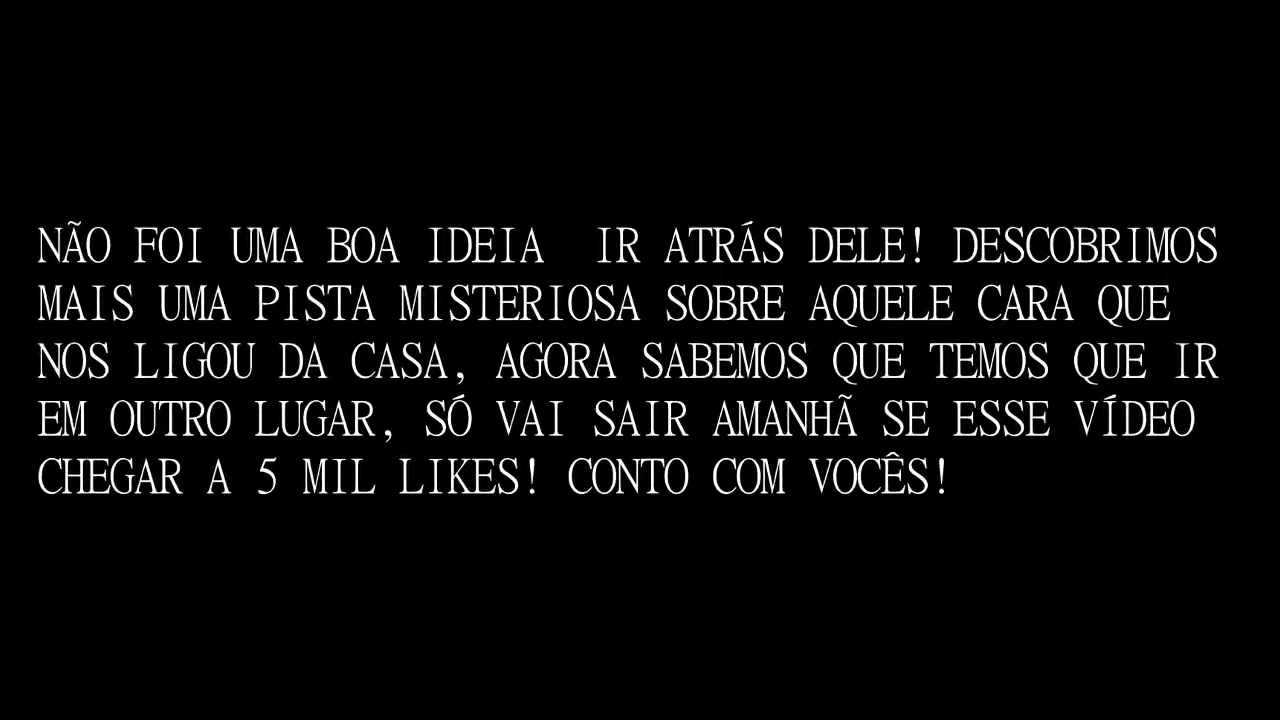 NÃO FOI UMA BOA IDEIA  IR ATRÁS DELE! DESCOBRIMOS
MAIS UMA PISTA MISTERIOSA SOBRE AQUELE CARA QUE
NOS LIGOU DA CASA, AGORA SABEMOS QUE TEMOS QUE IR
EM OUTRO LUGAR, SÓ VAI SAIR AMANHÃ SE ESSE VÍDEO
CHEGAR A 5 MIL LIKES! CONTO COM VOCÊS!